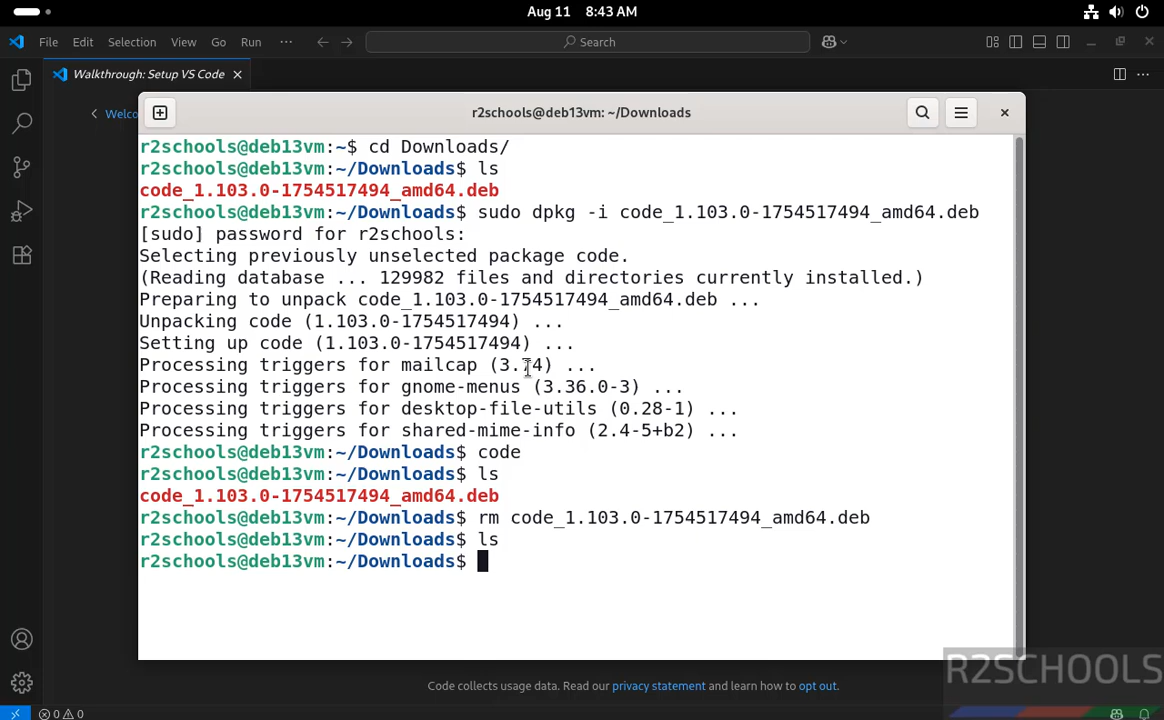 Aug 11 8:43 AM
File Edit Selection View Go Run ··· Search
Walkthrough: Setup VS Code
r2schools@deb13vm: ~/Downloads
r2schools@deb13vm:~$ cd Downloads/
r2schools@deb13vm:~/Downloads$ ls
code_1.103.0-1754517494_amd64.deb
r2schools@deb13vm:~/Downloads$ sudo dpkg -i code_1.103.0-1754517494_amd64.deb
[sudo] password for r2schools:
Selecting previously unselected package code.
(Reading database ... 129982 files and directories currently installed.)
Preparing to unpack code_1.103.0-1754517494_amd64.deb ...
Unpacking code (1.103.0-1754517494) ...
Setting up code (1.103.0-1754517494) ...
Processing triggers for mailcap (3.74) ...
Processing triggers for gnome-menus (3.36.0-3) ...
Processing triggers for desktop-file-utils (0.28-1) ...
Processing triggers for shared-mime-info (2.4-5+b2) ...
r2schools@deb13vm:~/Downloads$ code
r2schools@deb13vm:~/Downloads$ ls
code_1.103.0-1754517494_amd64.deb
r2schools@deb13vm:~/Downloads$ rm code_1.103.0-1754517494_amd64.deb
r2schools@deb13vm:~/Downloads$ ls
r2schools@deb13vm:~/Downloads$
Code collects usage data. Read our privacy statement and learn how to opt out.
R2SCHOOLS
0 0